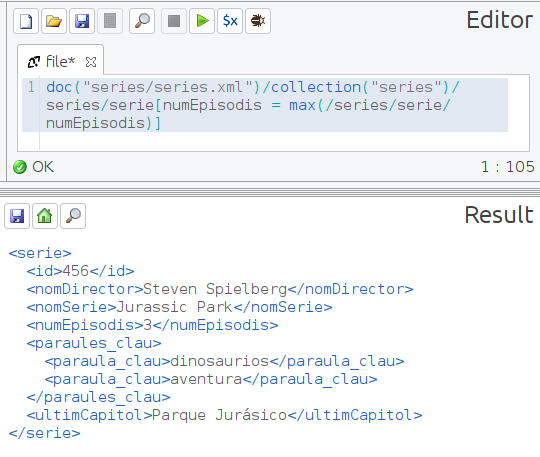 Editor
$x
file*
1 doc("series/series.xml")/collection("series")/
series/serie[numEpisodis = max(/series/serie/
numEpisodis)]
OK 1 : 105
Result
<serie>
  <id>456</id>
  <nomDirector>Steven Spielberg</nomDirector>
  <nomSerie>Jurassic Park</nomSerie>
  <numEpisodis>3</numEpisodis>
  <paraules_clau>
    <paraula_clau>dinosaurios</paraula_clau>
    <paraula_clau>aventura</paraula_clau>
  </paraules_clau>
  <ultimCapitol>Parque Jurásico</ultimCapitol>
</serie>